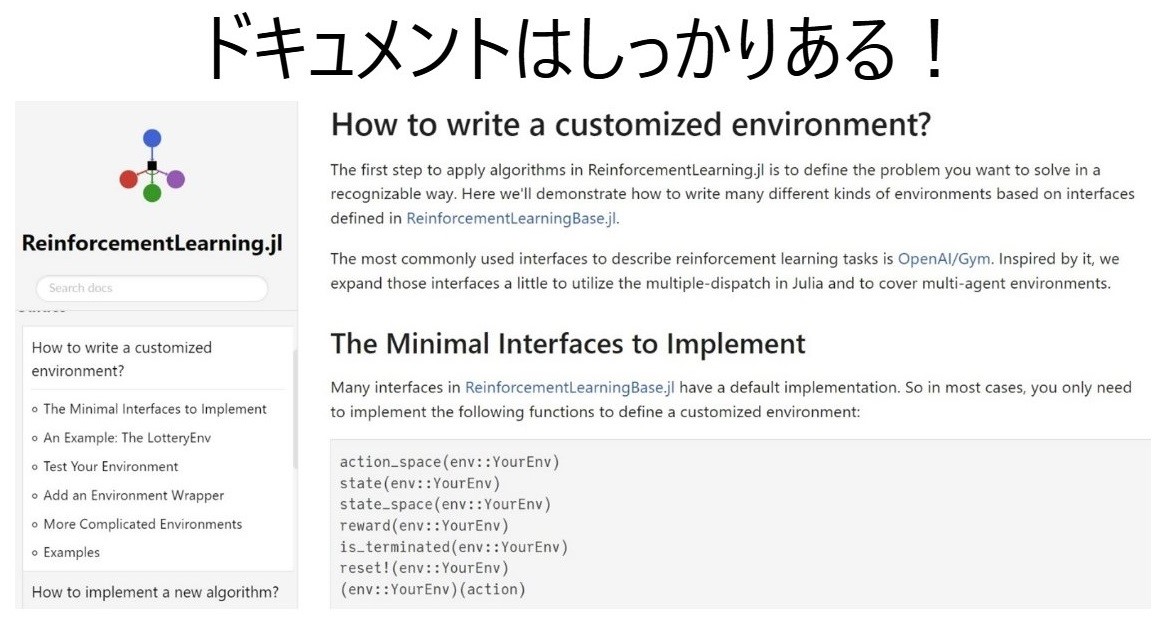 ドキュメントはしっかりある！
ReinforcementLearning.jl
Search docs
How to write a customized
environment?
The Minimal Interfaces to Implement
An Example: The LotteryEnv
Test Your Environment
Add an Environment Wrapper
More Complicated Environments
Examples
How to implement a new algorithm?
How to write a customized environment?
The first step to apply algorithms in ReinforcementLearning.jl is to define the problem you want to solve in a
recognizable way. Here we'll demonstrate how to write many different kinds of environments based on interfaces
defined in ReinforcementLearningBase.jl.
The most commonly used interfaces to describe reinforcement learning tasks is OpenAI/Gym. Inspired by it, we
expand those interfaces a little to utilize the multiple-dispatch in Julia and to cover multi-agent environments.
The Minimal Interfaces to Implement
Many interfaces in ReinforcementLearningBase.jl have a default implementation. So in most cases, you only need
to implement the following functions to define a customized environment:
action_space(env::YourEnv)
state(env::YourEnv)
state_space(env::YourEnv)
reward(env::YourEnv)
is_terminated(env::YourEnv)
reset!(env::YourEnv)
(env::YourEnv)(action)